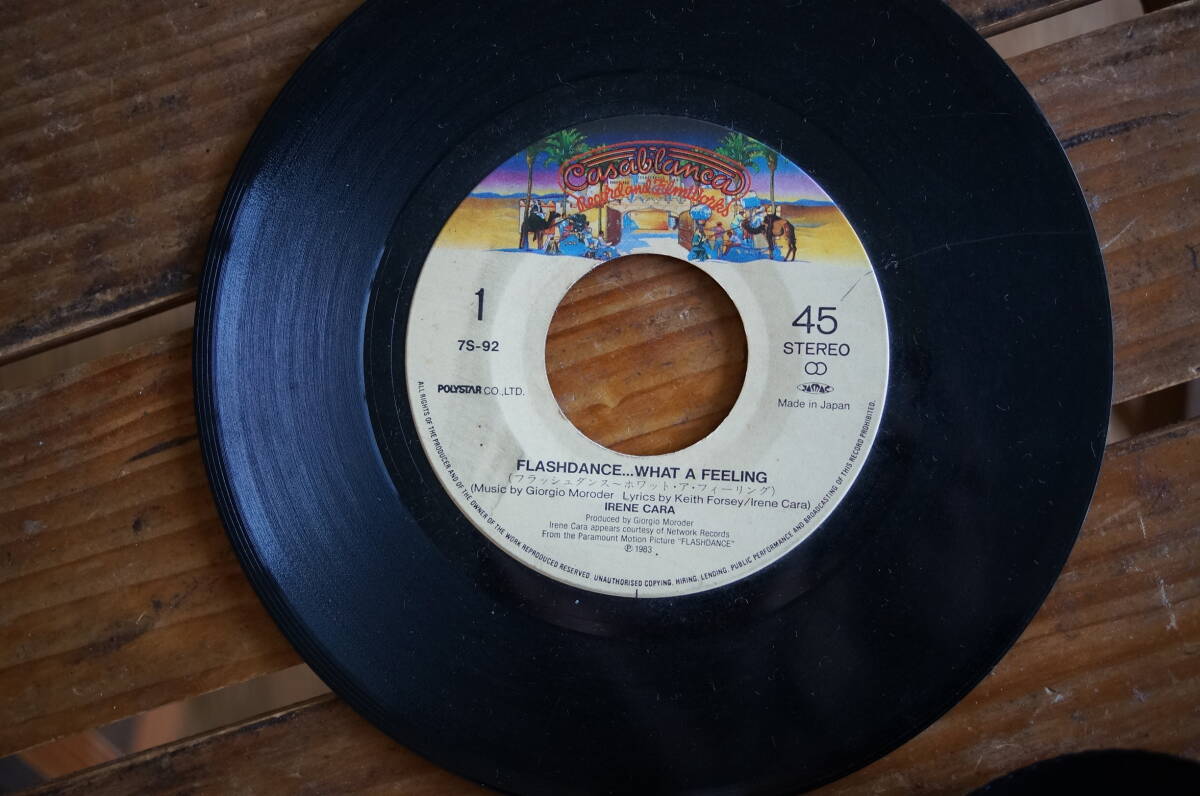 Casablanca
Record and FilmWorks
1
7S-92
POLYSTAR CO.,LTD.
45
STEREO
JASRAC
Made in Japan
FLASHDANCE...WHAT A FEELING
(フラッシュダンス〜ホワット・ア・フィーリング)
(Music by Giorgio Moroder Lyrics by Keith Forsey/Irene Cara)
IRENE CARA
Produced by Giorgio Moroder
Irene Cara appears courtesy of Network Records
From the Paramount Motion Picture "FLASHDANCE"
℗ 1983
ALL RIGHTS OF THE PRODUCER AND OF THE OWNER OF THE WORK REPRODUCED RESERVED. UNAUTHORISED COPYING, HIRING, LENDING, PUBLIC PERFORMANCE AND BROADCASTING OF THIS RECORD PROHIBITED.